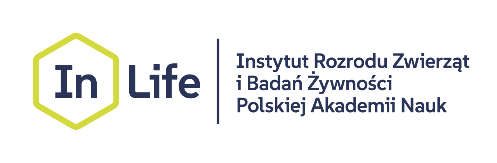 In Life
Instytut Rozrodu Zwierząt
i Badań Żywności
Polskiej Akademii Nauk